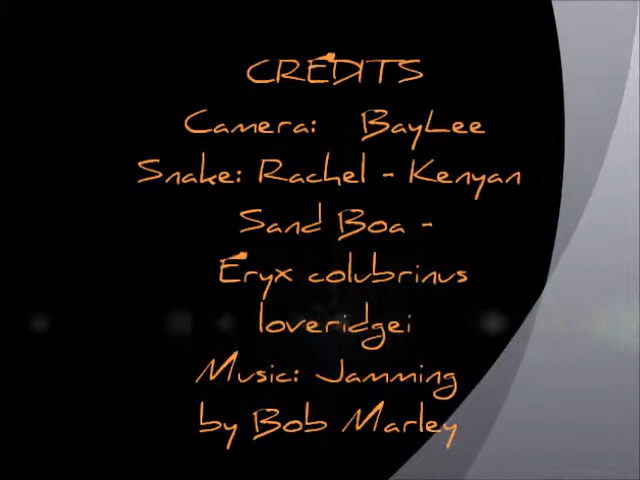 CREDITS
Camera: BayLee
Snake: Rachel - Kenyan
Sand Boa -
Eryx colubrinus
loveridgei
Music: Jamming
by Bob Marley